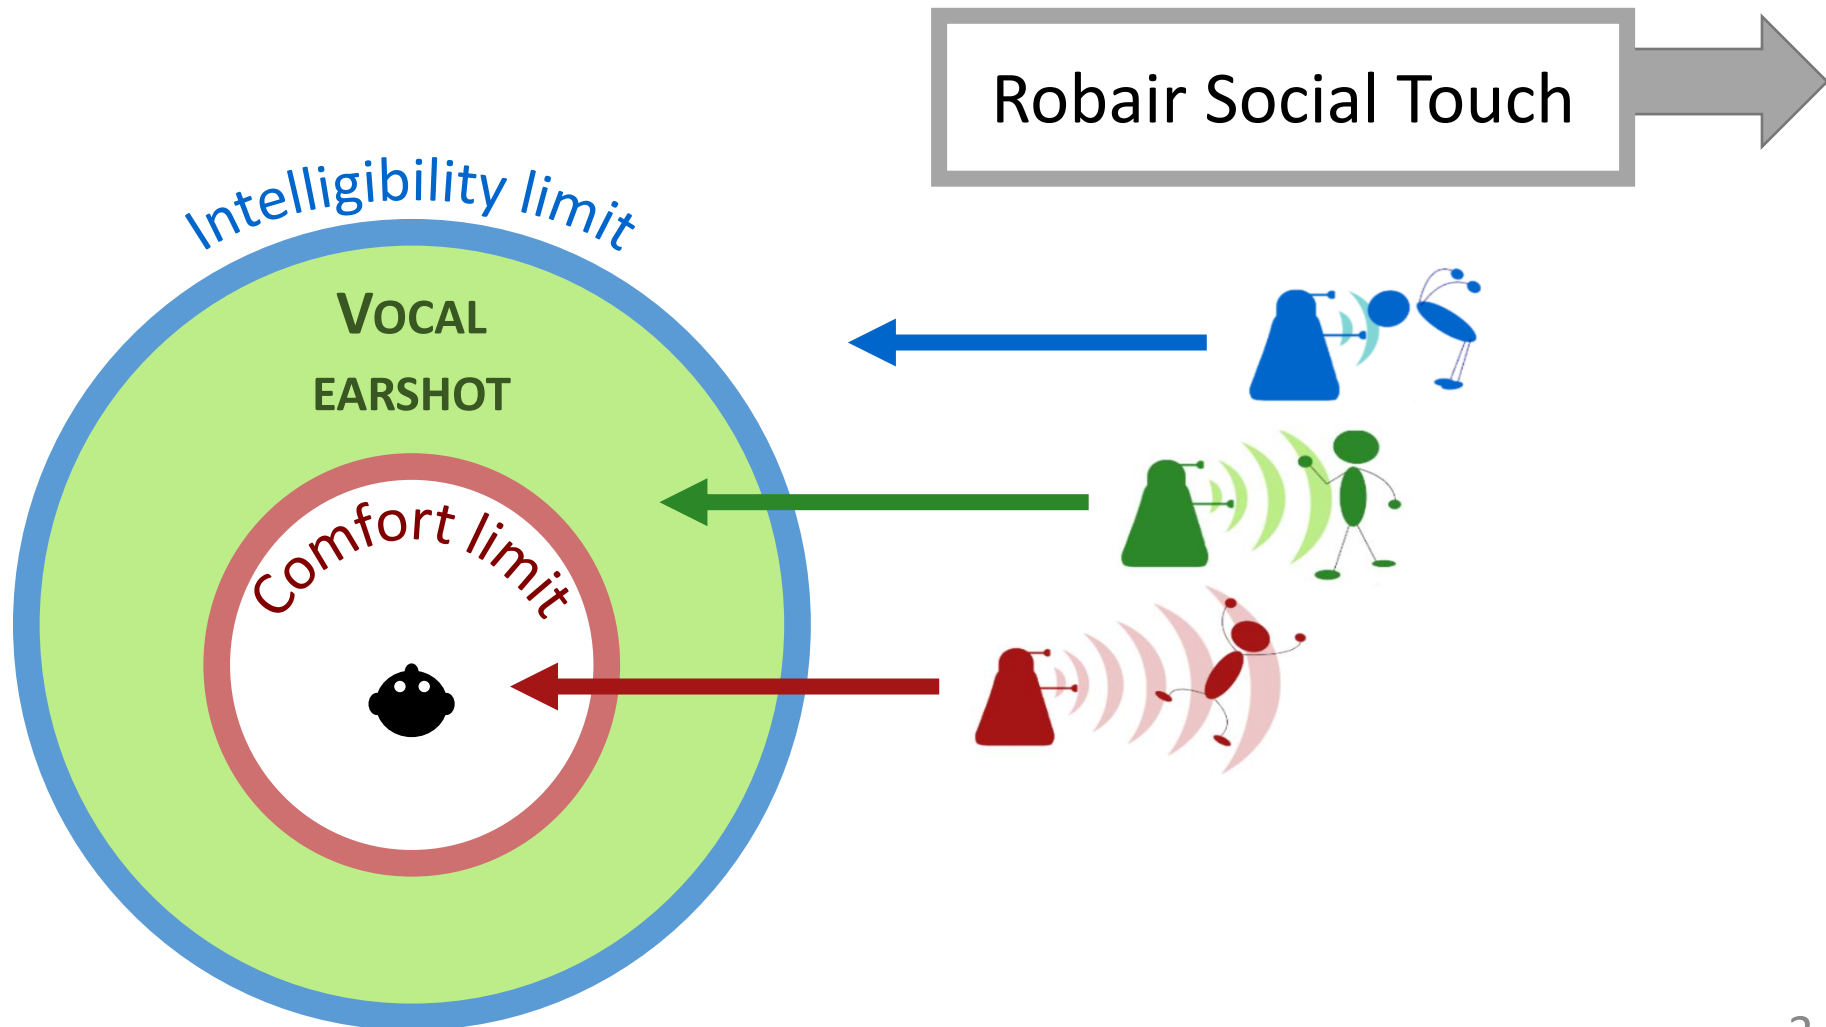 Robair Social Touch
Intelligibility limit
VOCAL
EARSHOT
Comfort limit